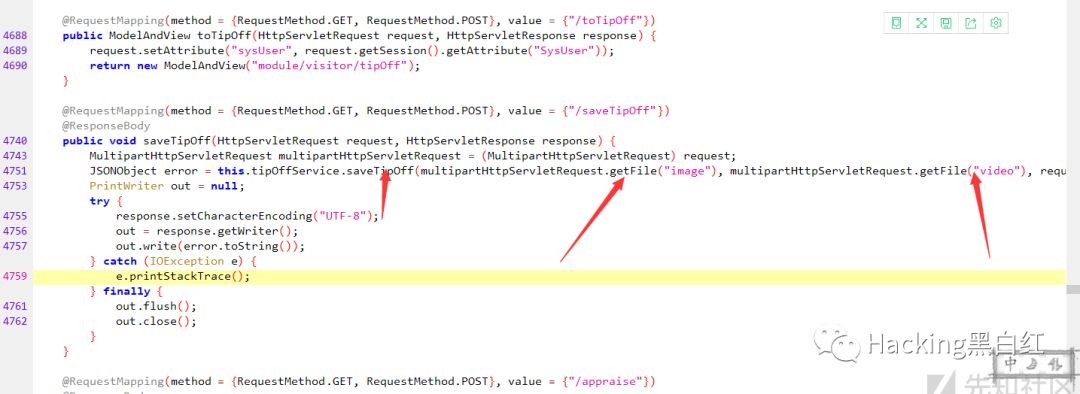 @RequestMapping(method = {RequestMethod.GET, RequestMethod.POST}, value = {"/toTipOff"})
4688 public ModelAndView toTipOff(HttpServletRequest request, HttpServletResponse response) {
4689 request.setAttribute("sysUser", request.getSession().getAttribute("SysUser"));
4690 return new ModelAndView("module/visitor/tipOff");
}
@RequestMapping(method = {RequestMethod.GET, RequestMethod.POST}, value = {"/saveTipOff"})
@ResponseBody
4740 public void saveTipOff(HttpServletRequest request, HttpServletResponse response) {
4743 MultipartHttpServletRequest multipartHttpServletRequest = (MultipartHttpServletRequest) request;
4751 JSONObject error = this.tipOffService.saveTipOff(multipartHttpServletRequest.getFile("image"), multipartHttpServletRequest.getFile("video"), requ
4753 PrintWriter out = null;
try {
4755 response.setCharacterEncoding("UTF-8");
4756 out = response.getWriter();
4757 out.write(error.toString());
} catch (IOException e) {
4759 e.printStackTrace();
} finally {
4761 out.flush();
4762 out.close();
}
}
@RequestMapping(method = {RequestMethod.GET, RequestMethod.POST}, value = {"/appraise"})
Hacking黑白红
先知社区